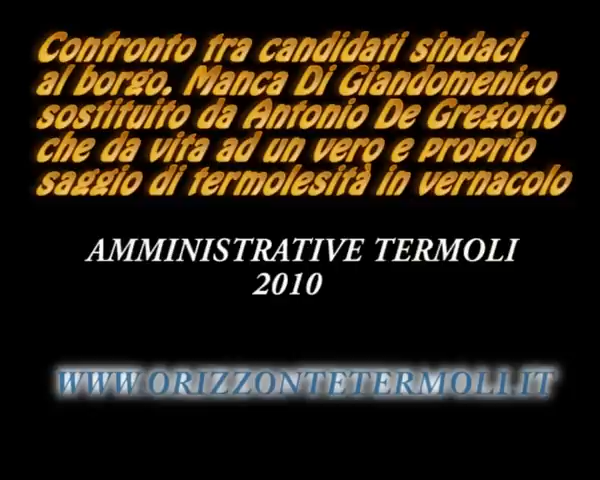 Confronto tra candidati sindaci
al borgo. Manca Di Giandomenico
sostituito da Antonio De Gregorio
che da vita ad un vero e proprio
saggio di termolesità in vernacolo
AMMINISTRATIVE TERMOLI
2010
WWW.ORIZZONTETERMOLI.IT